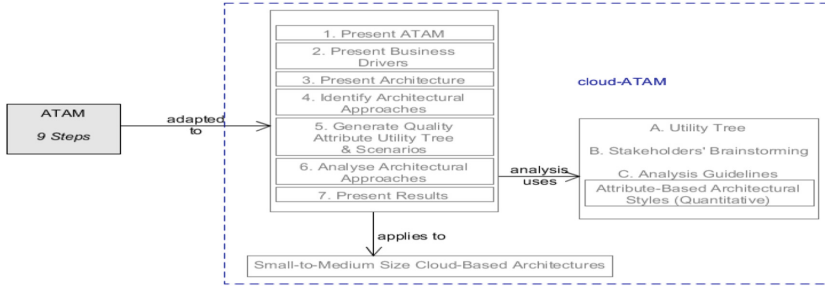 1. Present ATAM
2. Present Business
Drivers
3. Present Architecture
4. Identify Architectural
Approaches
5. Generate Quality
Attribute Utility Tree
& Scenarios
6. Analyse Architectural
Approaches
7. Present Results
cloud-ATAM
ATAM
9 Steps
adapted
to
A. Utility Tree
B. Stakeholders' Brainstorming
C. Analysis Guidelines
Attribute-Based Architectural
Styles (Quantitative)
analysis
uses
applies to
Small-to-Medium Size Cloud-Based Architectures